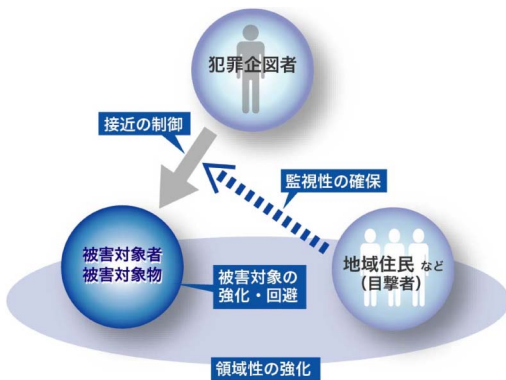 犯罪企図者
接近の制御
監視性の確保
被害対象者
被害対象物
被害対象の
強化・回避
地域住民 など
(目撃者)
領域性の強化